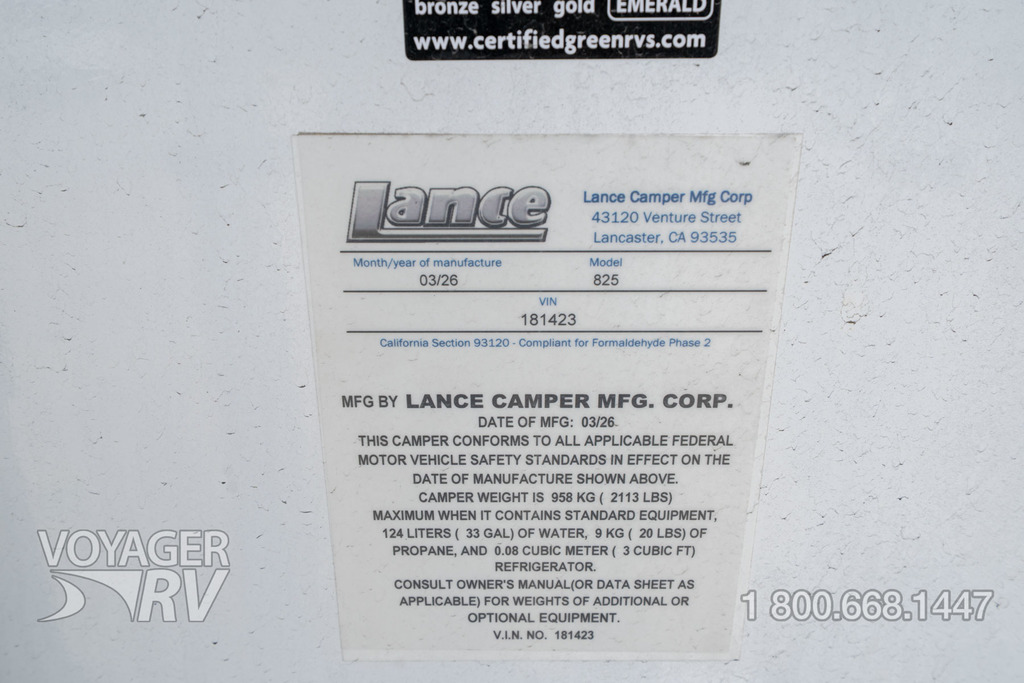 bronze silver gold EMERALD
www.certifiedgreenrvs.com
Lance
Lance Camper Mfg Corp
43120 Venture Street
Lancaster, CA 93535
Month/year of manufacture Model
03/26 825
VIN
181423
California Section 93120 - Compliant for Formaldehyde Phase 2
MFG BY LANCE CAMPER MFG. CORP.
DATE OF MFG: 03/26
THIS CAMPER CONFORMS TO ALL APPLICABLE FEDERAL
MOTOR VEHICLE SAFETY STANDARDS IN EFFECT ON THE
DATE OF MANUFACTURE SHOWN ABOVE.
CAMPER WEIGHT IS 958 KG ( 2113 LBS)
MAXIMUM WHEN IT CONTAINS STANDARD EQUIPMENT,
124 LITERS ( 33 GAL) OF WATER, 9 KG ( 20 LBS) OF
PROPANE, AND 0.08 CUBIC METER ( 3 CUBIC FT)
REFRIGERATOR.
CONSULT OWNER'S MANUAL(OR DATA SHEET AS
APPLICABLE) FOR WEIGHTS OF ADDITIONAL OR
OPTIONAL EQUIPMENT.
V.I.N. NO. 181423
VOYAGER
RV
1 800.668.1447